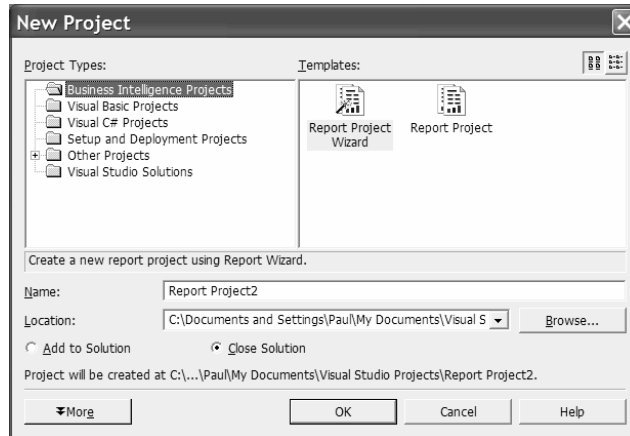 New Project
Project Types:
Templates:
Business Intelligence Projects
Visual Basic Projects
Visual C# Projects
Setup and Deployment Projects
Other Projects
Visual Studio Solutions
Report Project
Wizard
Report Project
Create a new report project using Report Wizard.
Name:
Report Project2
Location:
C:\Documents and Settings\Paul\My Documents\Visual S
Browse...
Add to Solution
Close Solution
Project will be created at C:\...\Paul\My Documents\Visual Studio Projects\Report Project2.
More
OK
Cancel
Help